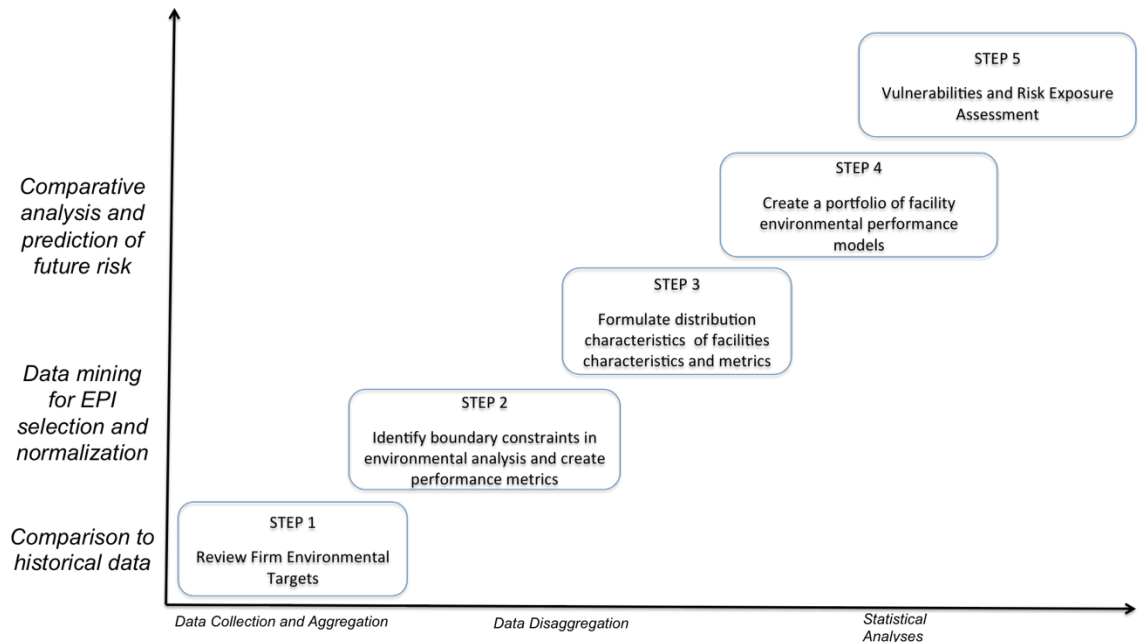 STEP 5
Vulnerabilities and Risk Exposure
Assessment
STEP 4
Create a portfolio of facility
environmental performance
models
STEP 3
Formulate distribution
characteristics of facilities
characteristics and metrics
STEP 2
Identify boundary constraints in
environmental analysis and create
performance metrics
STEP 1
Review Firm Environmental
Targets
Comparative
analysis and
prediction of
future risk
Data mining
for EPI
selection and
normalization
Comparison to
historical data
Data Collection and Aggregation
Data Disaggregation
Statistical
Analyses